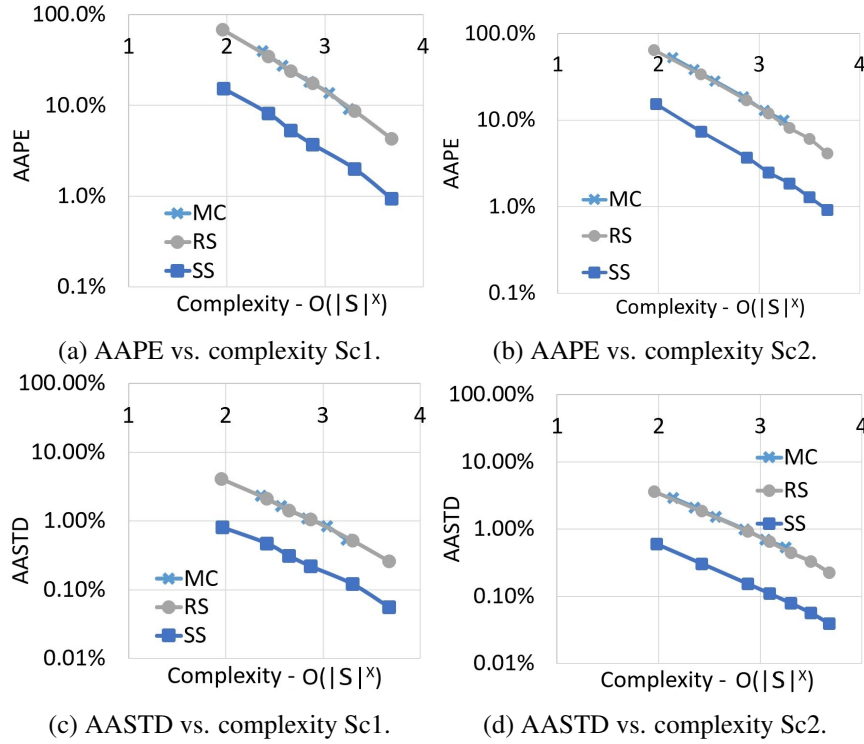 100.0%
1 2 3 4
10.0%
AAPE
1.0%
MC
RS
SS
0.1%
Complexity - O(|S|ˣ)
(a) AAPE vs. complexity Sc1.
100.0%
1 2 3 4
10.0%
AAPE
1.0%
MC
RS
SS
0.1%
Complexity - O(|S|ˣ)
(b) AAPE vs. complexity Sc2.
100.00%
1 2 3 4
10.00%
1.00%
AASTD
0.10%
MC
RS
SS
0.01%
Complexity - O(|S|ˣ)
(c) AASTD vs. complexity Sc1.
100.00%
1 2 3 4
10.00%
MC
RS
SS
1.00%
AASTD
0.10%
0.01%
Complexity - O(|S|ˣ)
(d) AASTD vs. complexity Sc2.